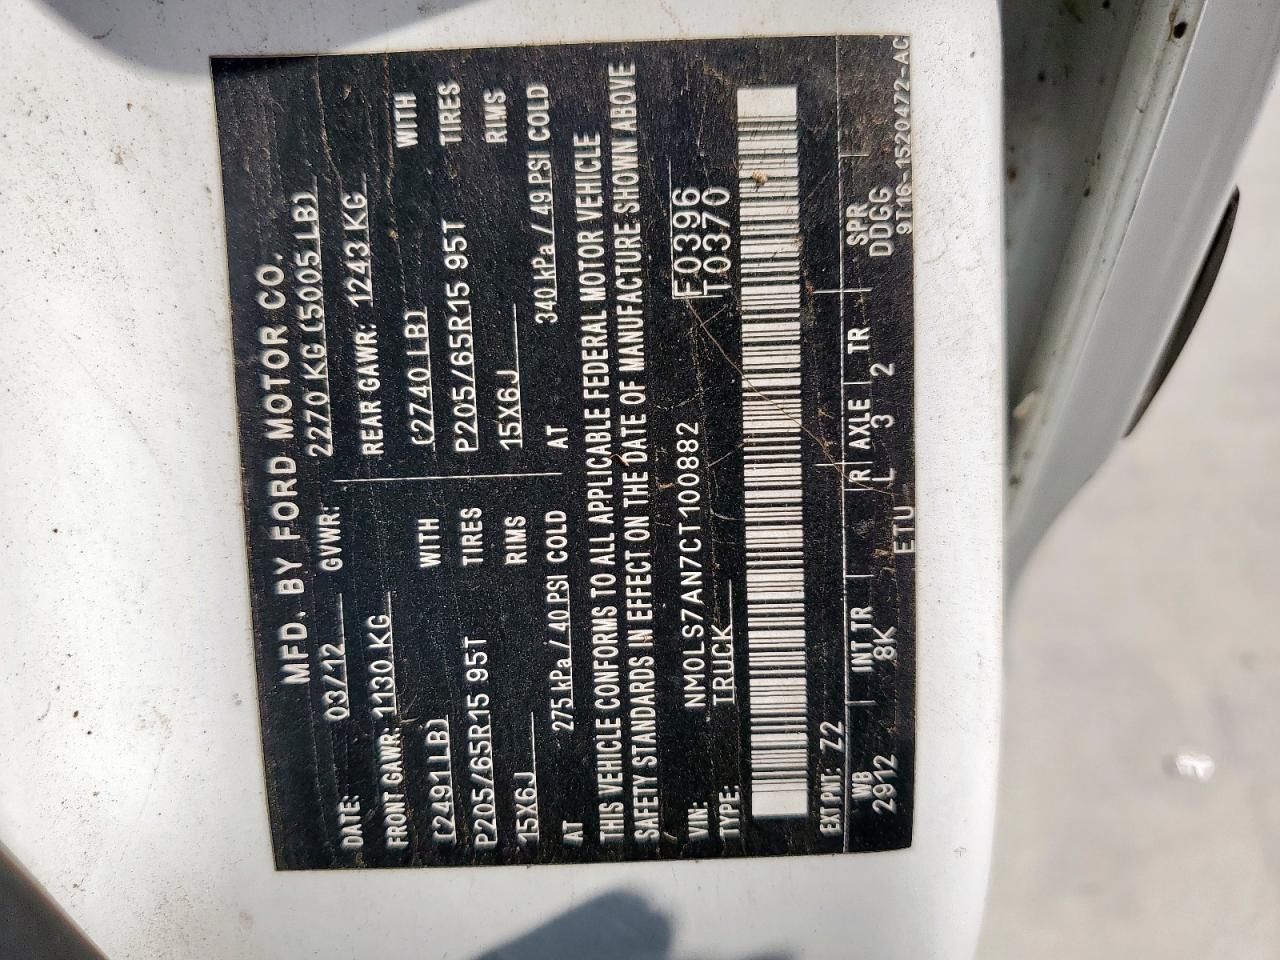 MFD. BY FORD MOTOR CO.
DATE: 03/12 GVWR: 2270 KG (5005 LB)
FRONT GAWR: 1130 KG REAR GAWR: 1243 KG
(2491 LB) WITH (2740 LB) WITH
P205/65R15 95T TIRES P205/65R15 95T TIRES
15X6J RIMS 15X6J RIMS
AT 275 kPa / 40 PSI COLD AT 340 kPa / 49 PSI COLD
THIS VEHICLE CONFORMS TO ALL APPLICABLE FEDERAL MOTOR VEHICLE
SAFETY STANDARDS IN EFFECT ON THE DATE OF MANUFACTURE SHOWN ABOVE
VIN: NM0LS7AN7CT100882 F0396
TYPE: TRUCK T0370
EXT PNT: Z2
WB INT TR R AXLE TR SPR
2912 8K L 3 2 DDGG
ETU 9T16-1520472-AC